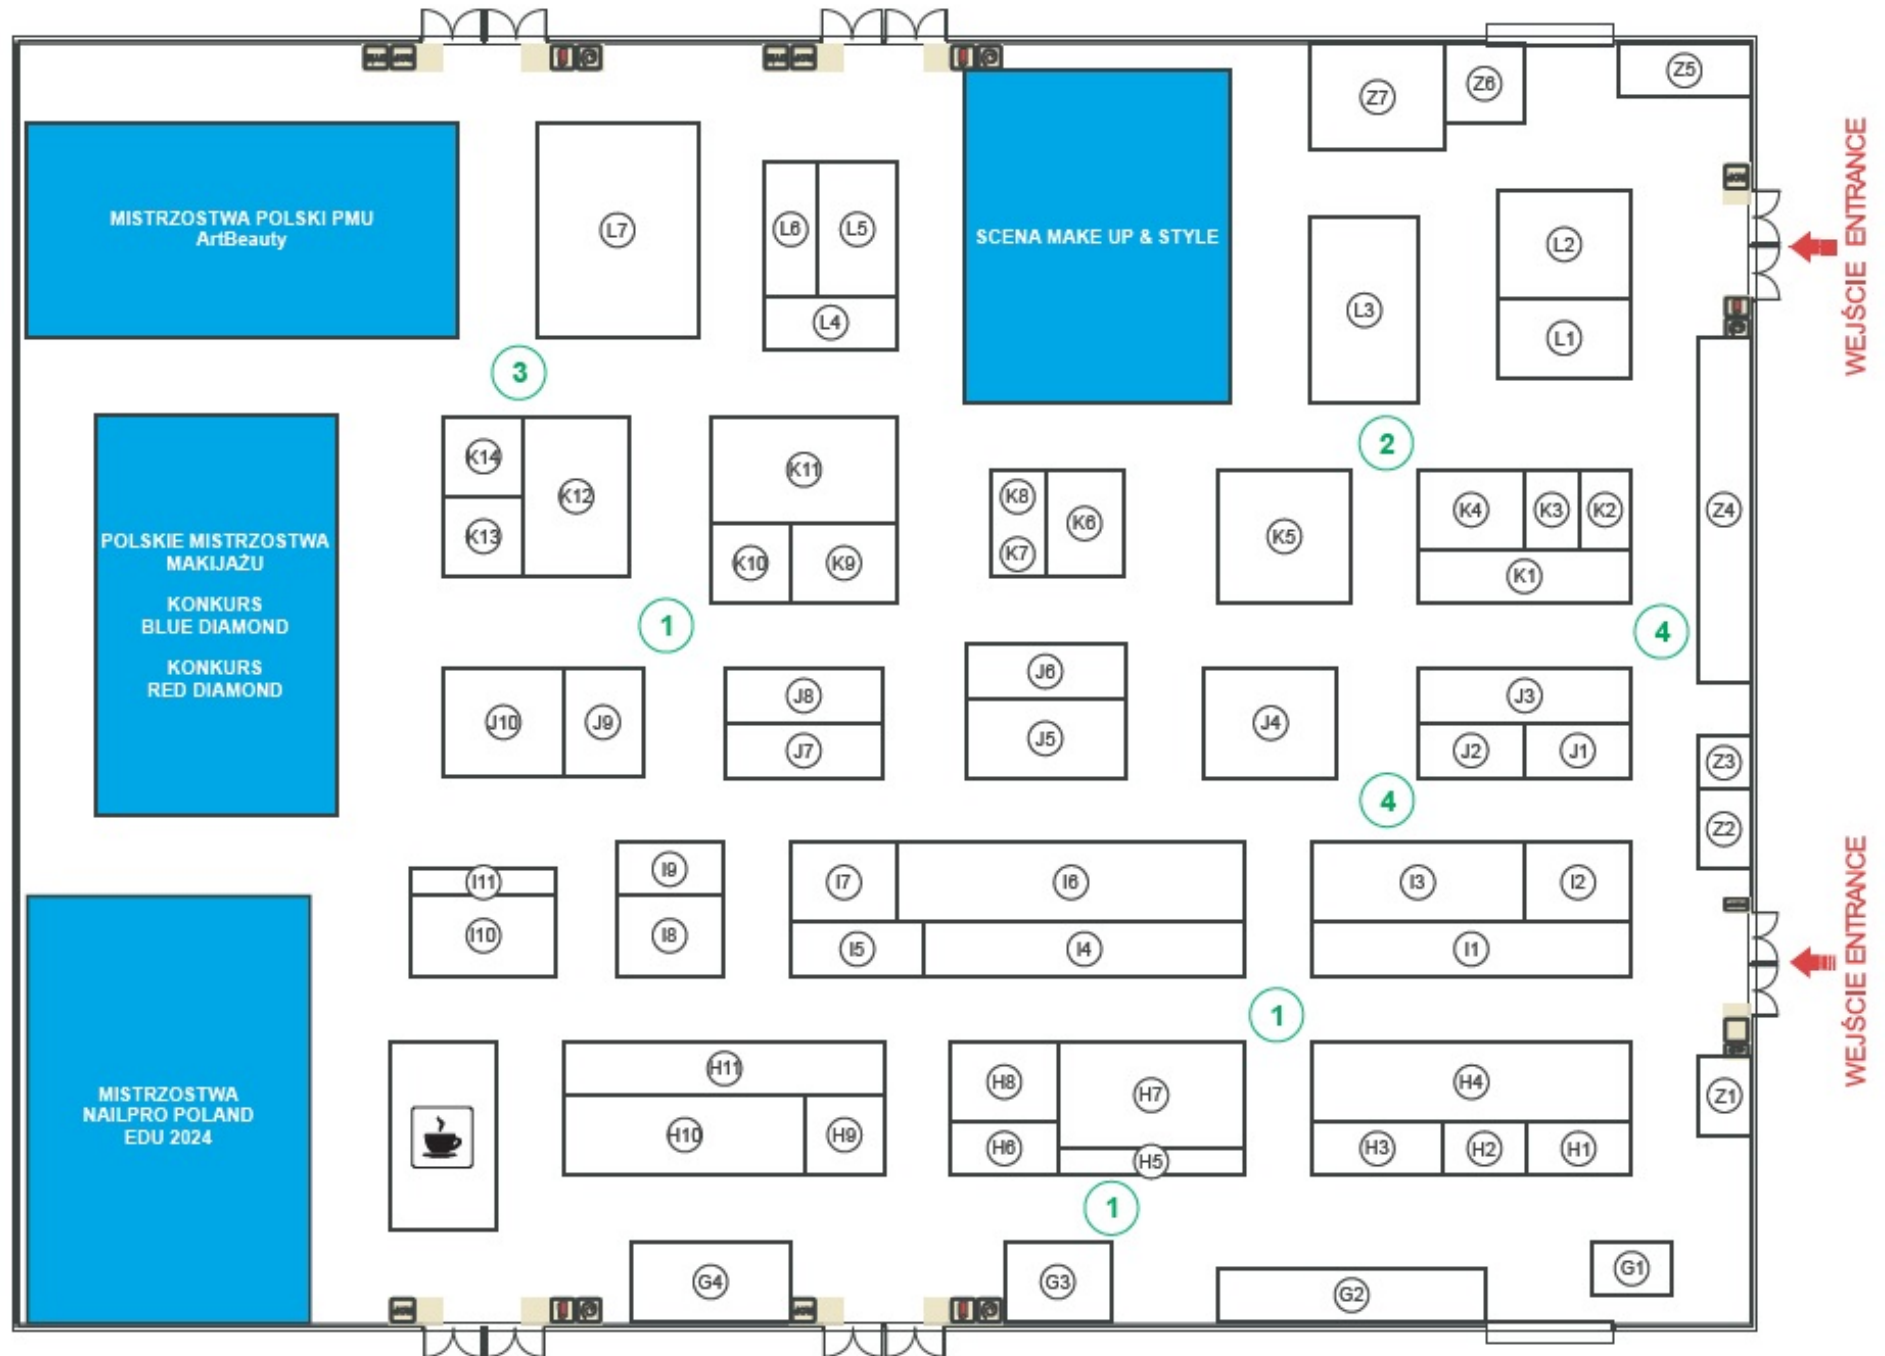 Z5
Z6
Z7
MISTRZOSTWA POLSKI PMU
ArtBeauty
L7
L6
L5
L4
SCENA MAKE UP & STYLE
L3
L2
L1
WEJŚCIE ENTRANCE
3
2
K14
K12
K13
K11
K10
K9
K8
K7
K6
K5
K4
K3
K2
K1
Z4
POLSKIE MISTRZOSTWA
MAKIJAŻU
KONKURS
BLUE DIAMOND
KONKURS
RED DIAMOND
1
4
J10
J9
J8
J7
J6
J5
J4
J3
J2
J1
Z3
Z2
4
I11
I10
I9
I8
I7
I6
I5
I4
I3
I2
I1
WEJŚCIE ENTRANCE
1
MISTRZOSTWA
NAILPRO POLAND
EDU 2024
H11
H10
H9
H8
H7
H6
H5
H4
H3
H2
H1
Z1
1
G4
G3
G2
G1